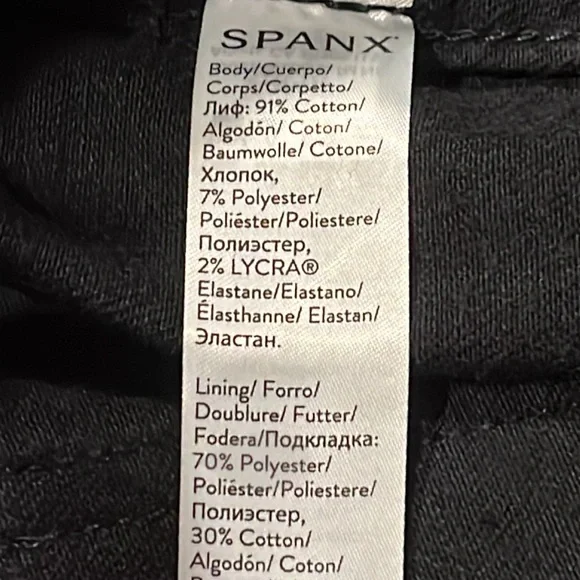 SPANX
Body/Cuerpo/
Corps/Corpetto/
Лиф: 91% Cotton/
Algodón/ Coton/
Baumwolle/ Cotone/
Хлопок,
7% Polyester/
Poliéster/Poliestere/
Полиэстер,
2% LYCRA®
Elastane/Elastano/
Élasthanne/ Elastan/
Эластан.
Lining/ Forro/
Doublure/ Futter/
Fodera/Подкладка:
70% Polyester/
Poliéster/Poliestere/
Полиэстер,
30% Cotton/
Algodón/ Coton/